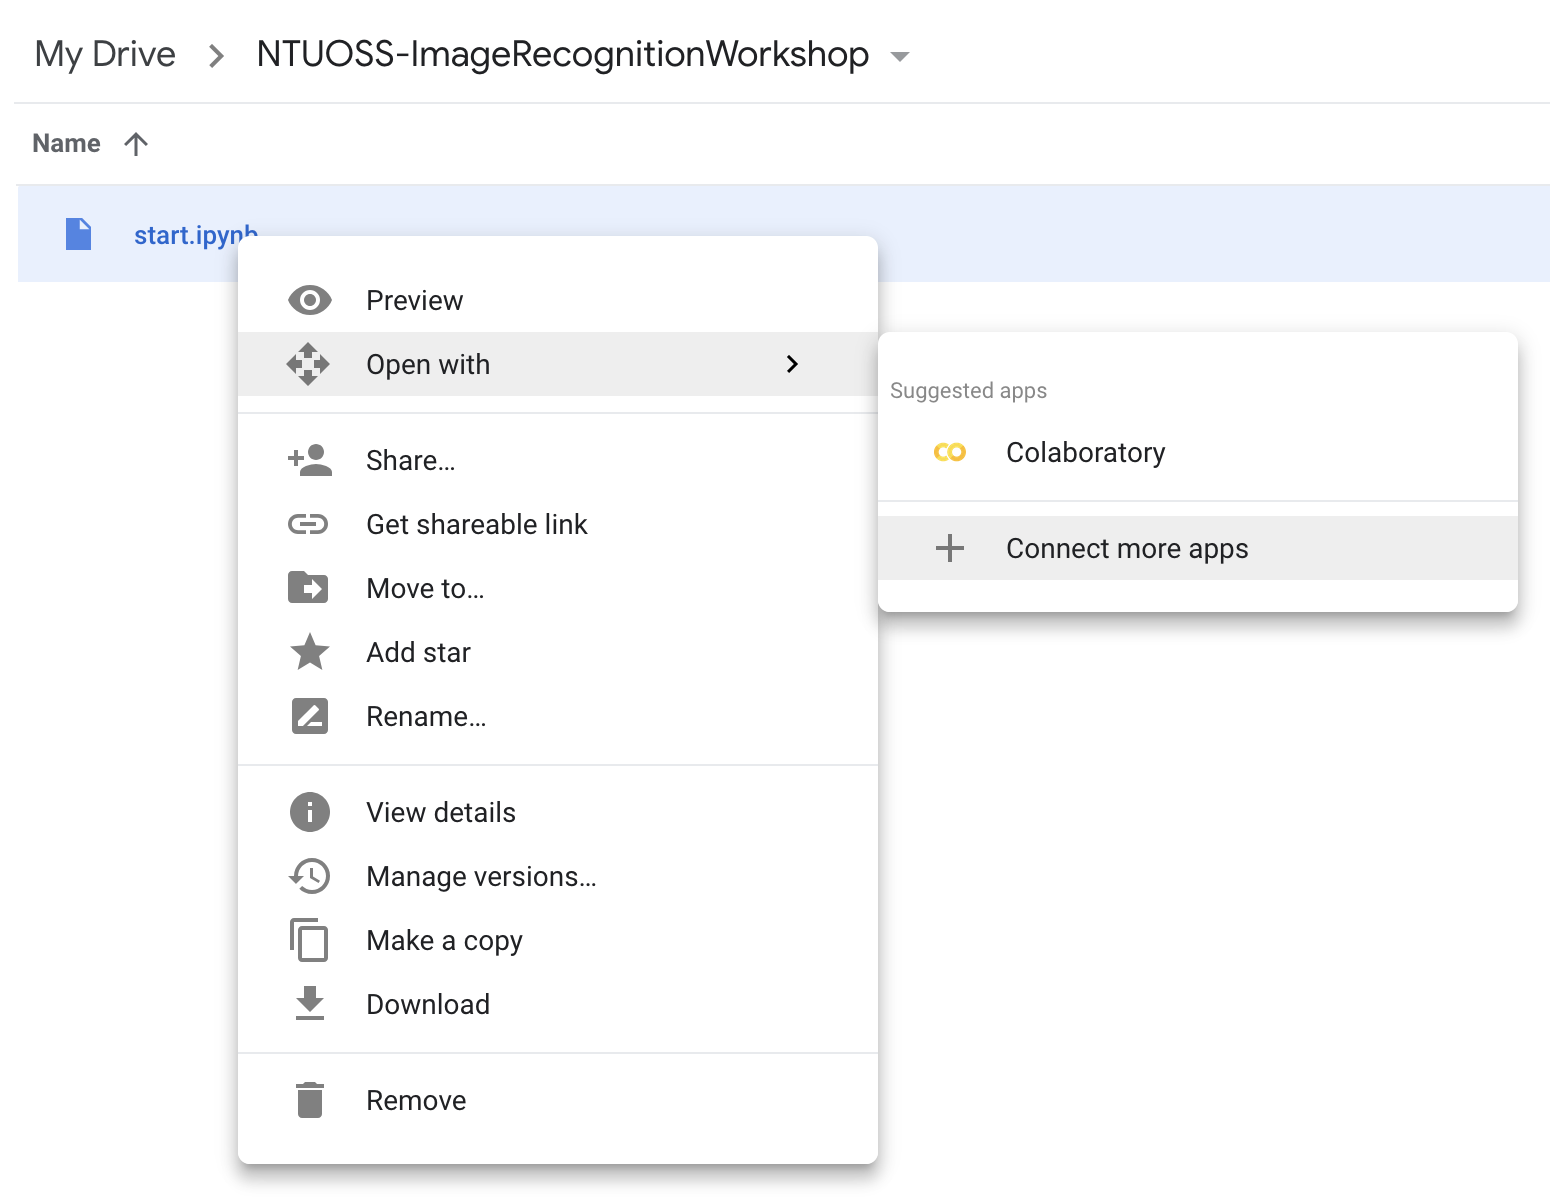 My Drive > NTUOSS-ImageRecognitionWorkshop
Name
start.ipynb
Preview
Open with
Suggested apps
Colaboratory
Connect more apps
Share...
Get shareable link
Move to...
Add star
Rename...
View details
Manage versions...
Make a copy
Download
Remove